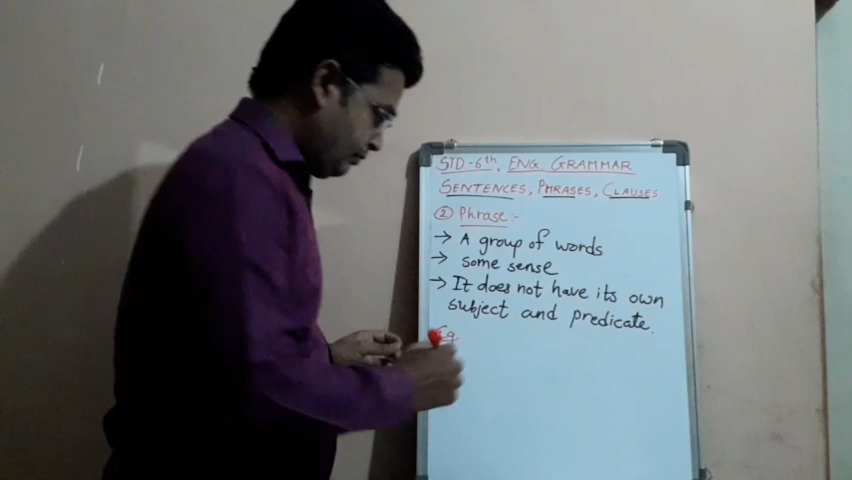 STD-6th, ENG. GRAMMAR
SENTENCES, PHRASES, CLAUSES
② Phrase:-
→ A group of words
→ some sense
→ It does not have its own
subject and predicate.
Eg.